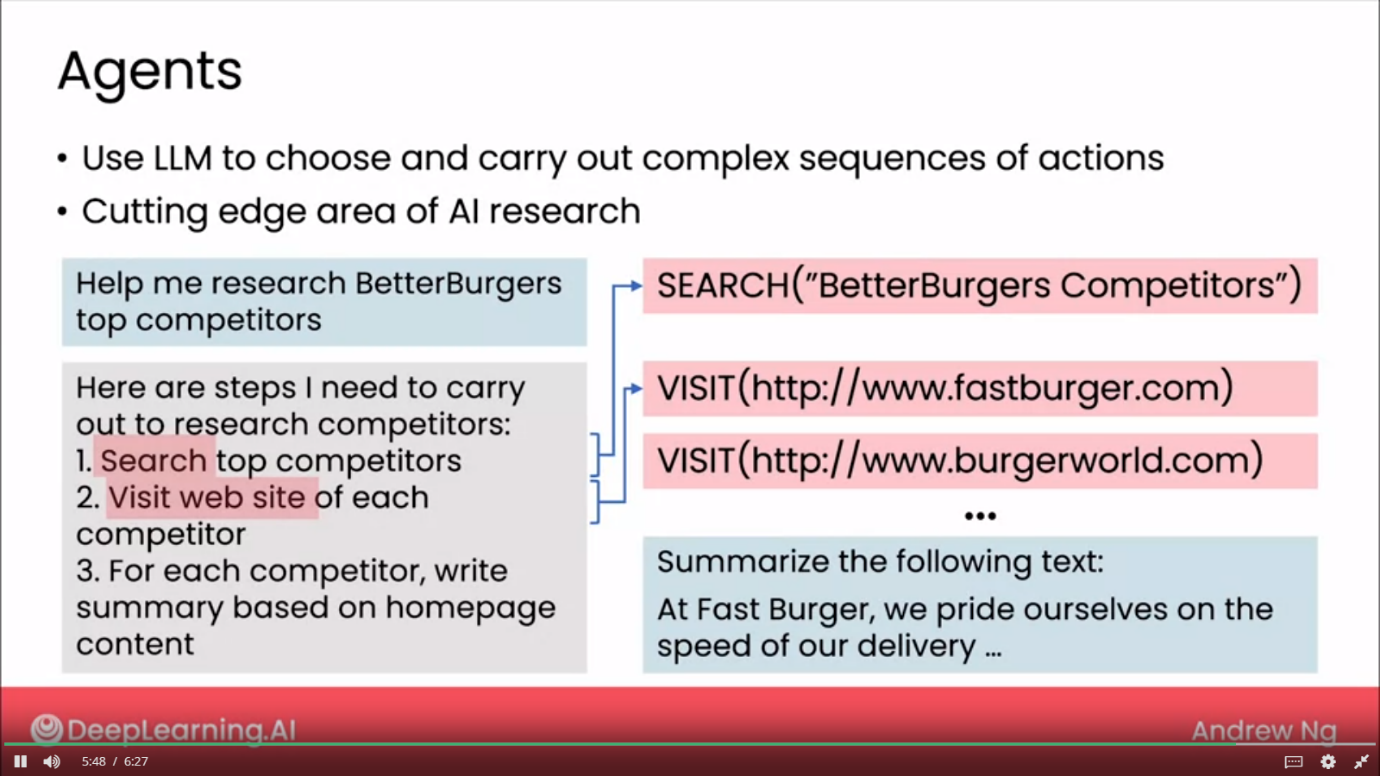 Agents
• Use LLM to choose and carry out complex sequences of actions
• Cutting edge area of AI research
Help me research BetterBurgers
top competitors
Here are steps I need to carry
out to research competitors:
1. Search top competitors
2. Visit web site of each
competitor
3. For each competitor, write
summary based on homepage
content
SEARCH(”BetterBurgers Competitors”)
VISIT(http://www.fastburger.com)
VISIT(http://www.burgerworld.com)
•••
Summarize the following text:
At Fast Burger, we pride ourselves on the
speed of our delivery …
DeepLearning.AI
Andrew Ng
5:48 / 6:27